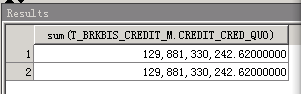 Results
sum(T_BRKBIS_CREDIT_M.CREDIT_CRED_QUO)
1 129,881,330,242.62000000
2 129,881,330,242.62000000